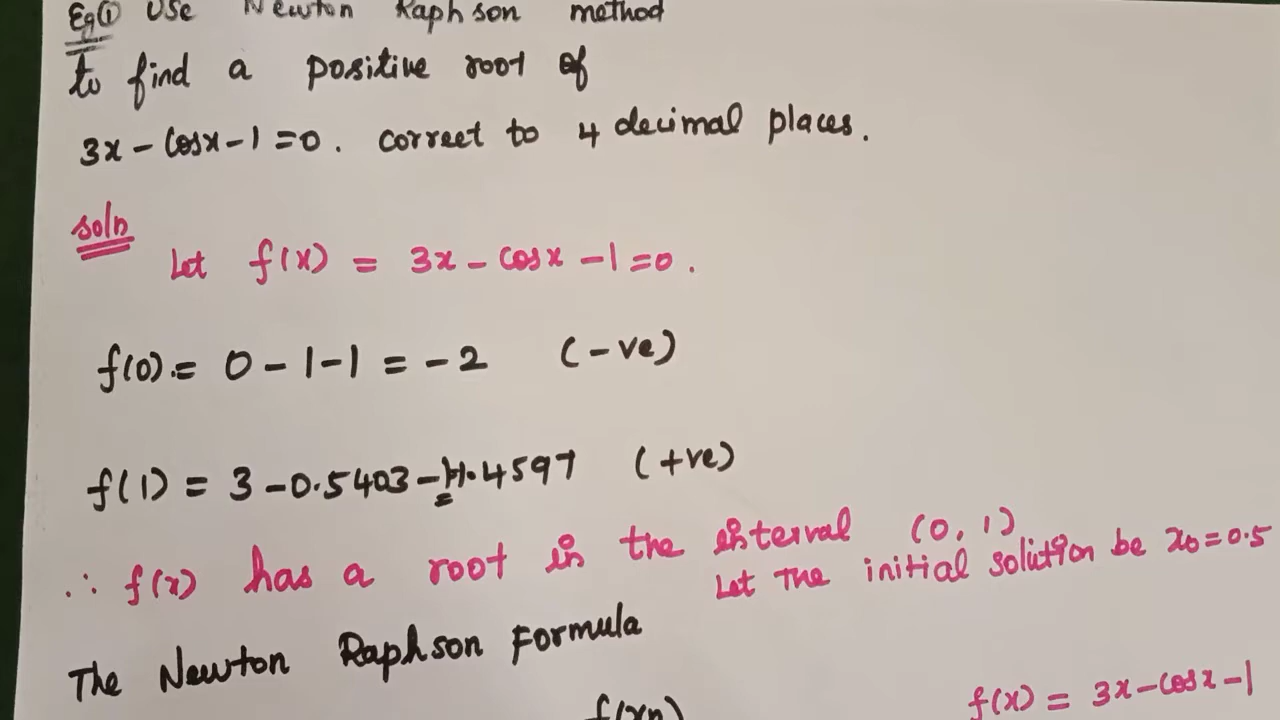 Eg① Use Newton Raphson method
to find a positive root of
3x - cosx - 1 = 0. correct to 4 decimal places.
soln
Let f(x) = 3x - cosx - 1 = 0.
f(0) = 0 - 1 - 1 = -2 (-ve)
f(1) = 3 - 0.5403 - 1 = 1.4597 (+ve)
∴ f(x) has a root in the interval (0, 1)
Let The initial solution be x₀ = 0.5
The Newton Raphson Formula
f(xn)
f(x) = 3x - cosx - 1